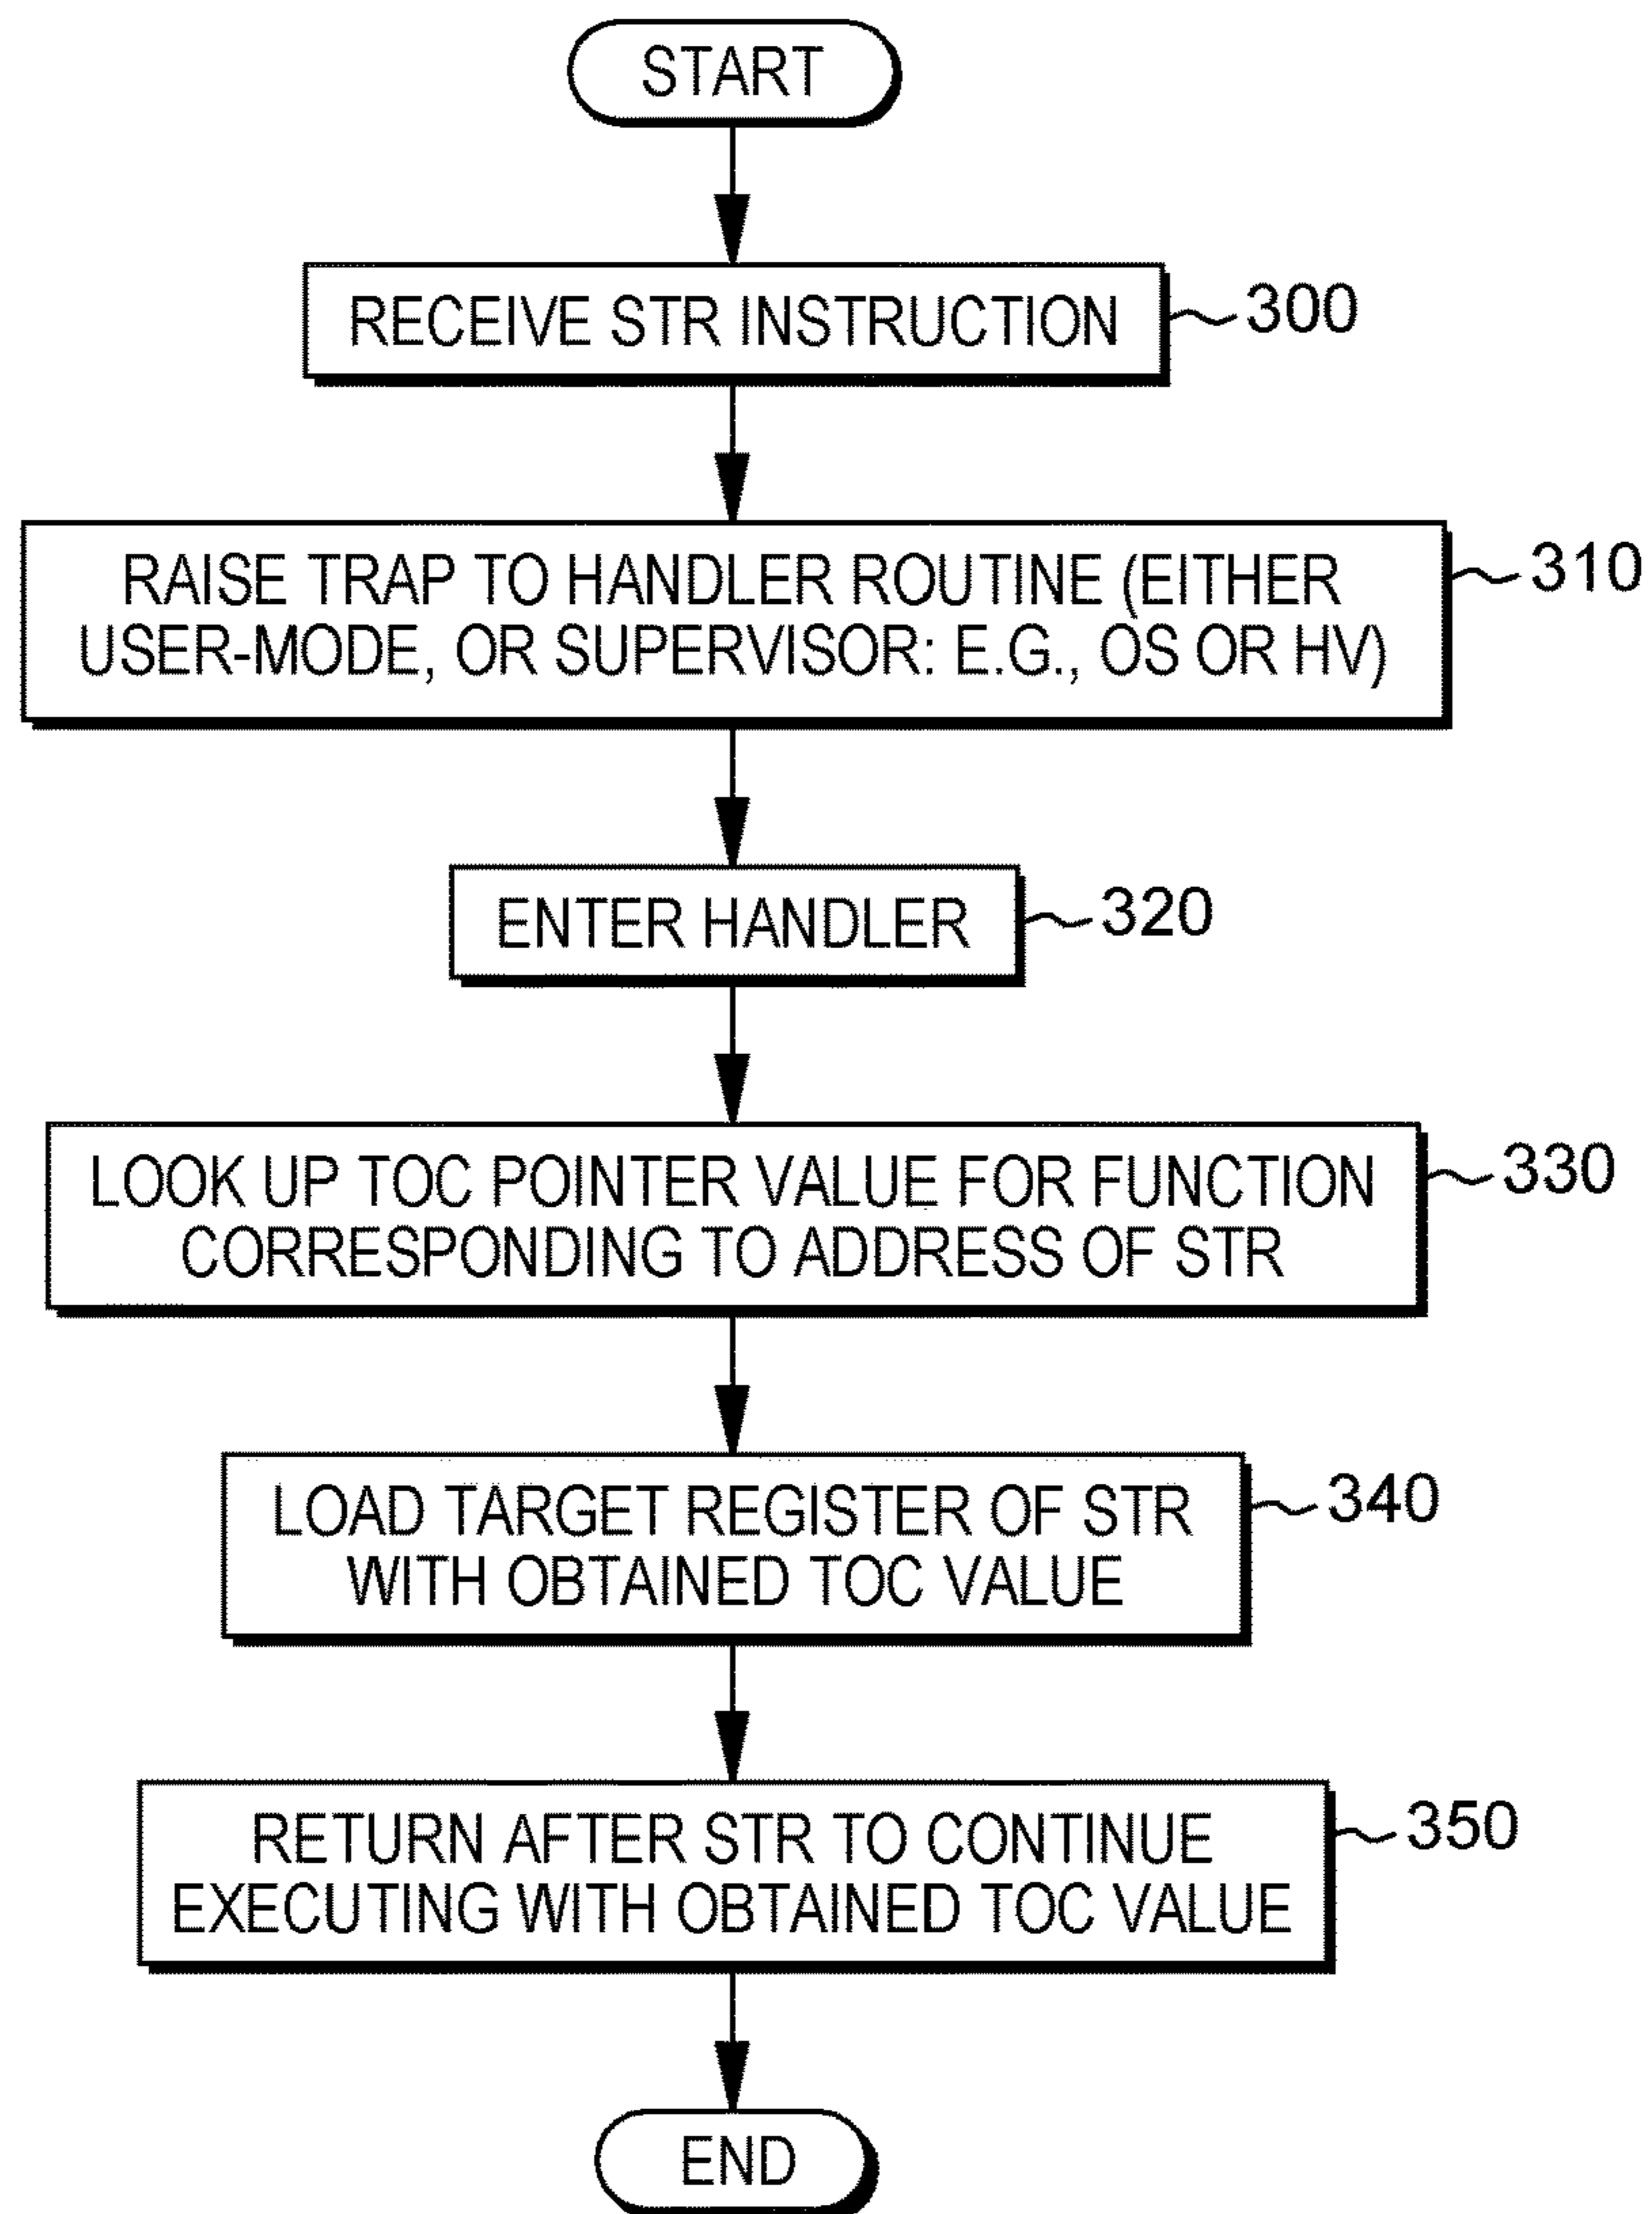 START
RECEIVE STR INSTRUCTION
300
RAISE TRAP TO HANDLER ROUTINE (EITHER
USER-MODE, OR SUPERVISOR: E.G., OS OR HV)
310
ENTER HANDLER
320
LOOK UP TOC POINTER VALUE FOR FUNCTION
CORRESPONDING TO ADDRESS OF STR
330
LOAD TARGET REGISTER OF STR
WITH OBTAINED TOC VALUE
340
RETURN AFTER STR TO CONTINUE
EXECUTING WITH OBTAINED TOC VALUE
350
END